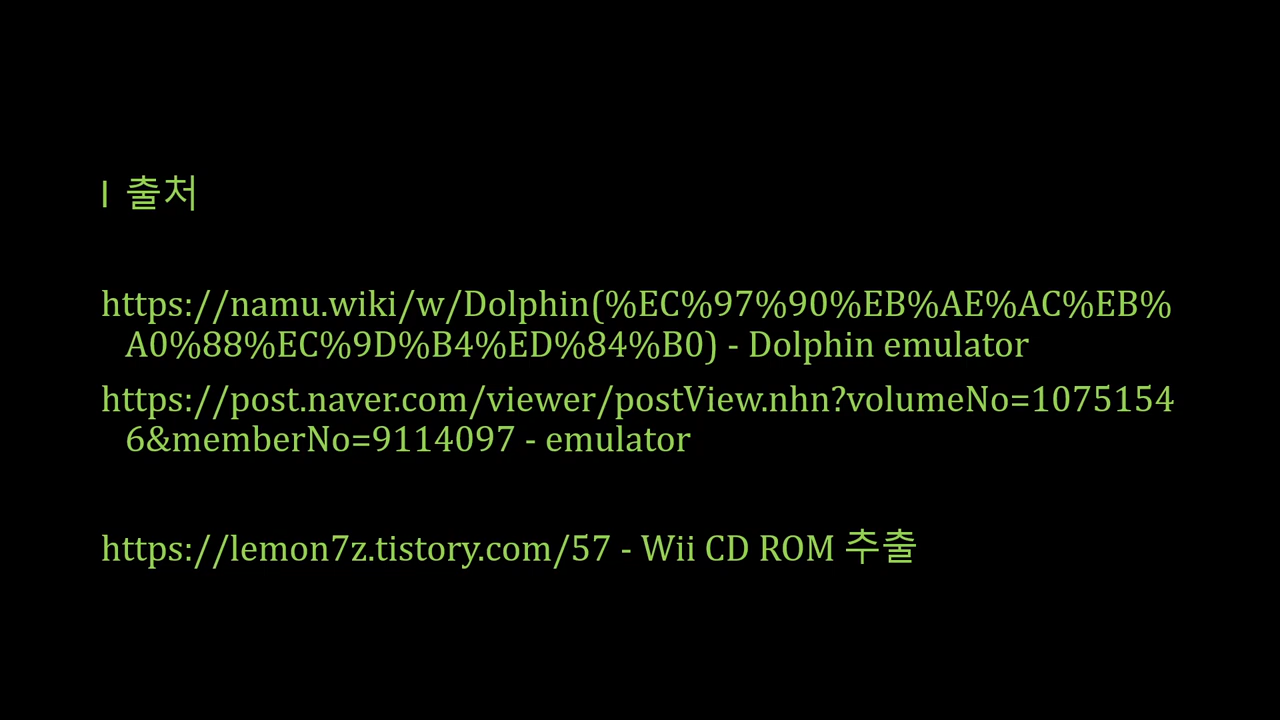 I 출처
https://namu.wiki/w/Dolphin(%EC%97%90%EB%AE%AC%EB%
A0%88%EC%9D%B4%ED%84%B0) - Dolphin emulator
https://post.naver.com/viewer/postView.nhn?volumeNo=1075154
6&memberNo=9114097 - emulator
https://lemon7z.tistory.com/57 - Wii CD ROM 추출